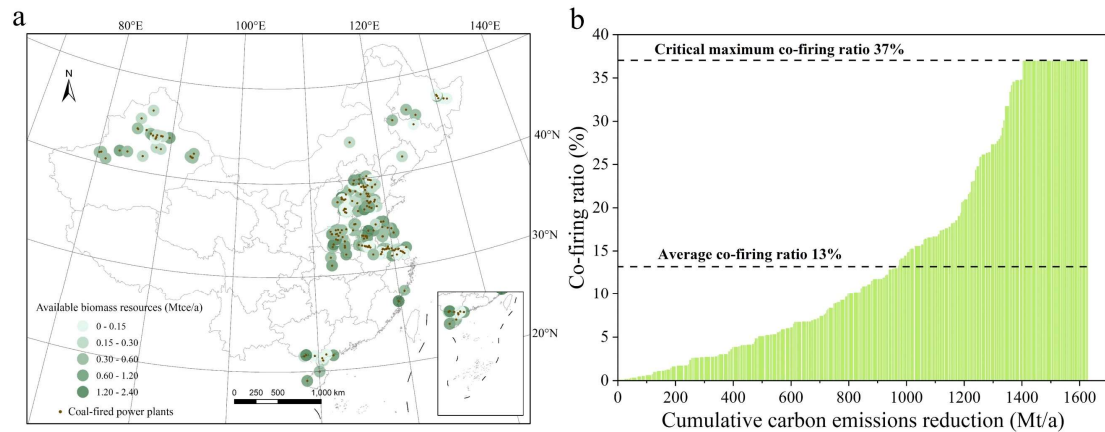 a
80°E
100°E
120°E
140°E
N
40°N
30°N
20°N
Available biomass resources (Mtce/a)
0 - 0.15
0.15 - 0.30
0.30 - 0.60
0.60 - 1.20
1.20 - 2.40
Coal-fired power plants
0 250 500 1,000 km
b
Co-firing ratio (%)
40
35
30
25
20
15
10
5
0
Critical maximum co-firing ratio 37%
Average co-firing ratio 13%
0 200 400 600 800 1000 1200 1400 1600
Cumulative carbon emissions reduction (Mt/a)